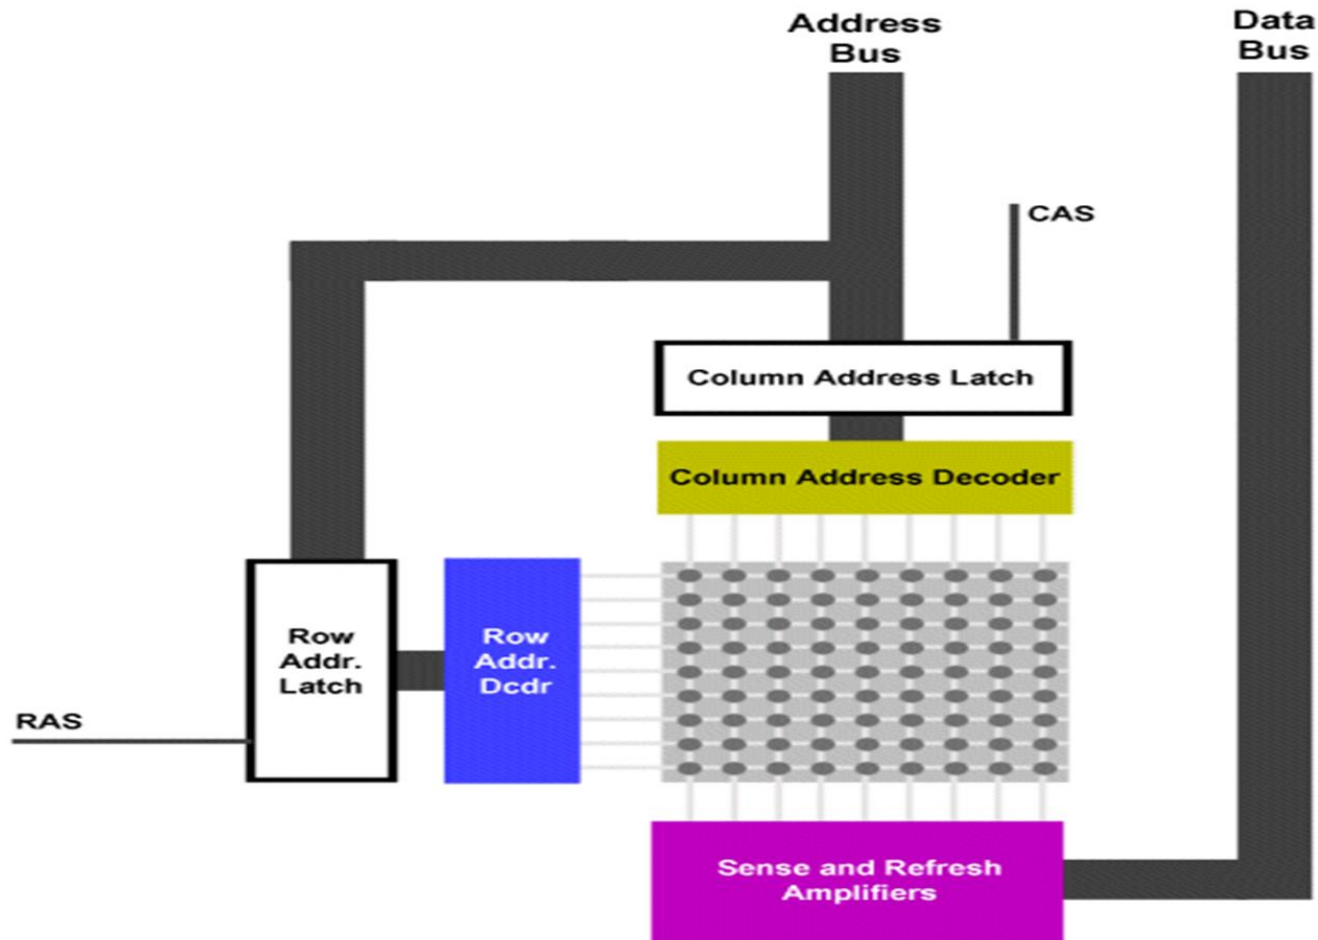 Address
Bus
Data
Bus
CAS
Column Address Latch
Column Address Decoder
Row
Addr.
Latch
Row
Addr.
Dcdr
RAS
Sense and Refresh
Amplifiers